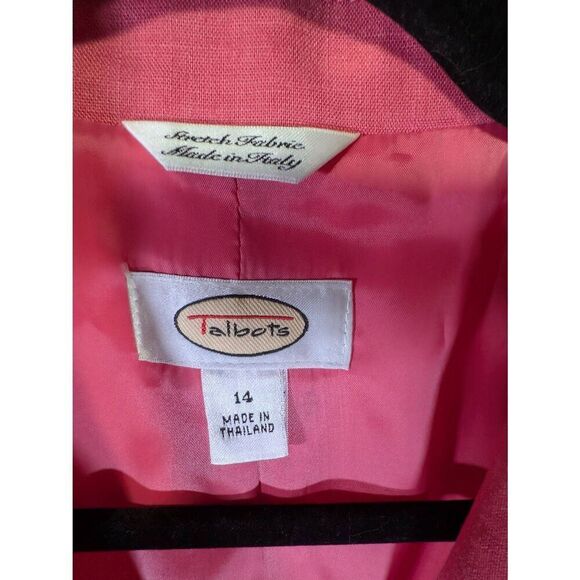 Stretch Fabric
Made in Italy
Talbots
14
MADE IN
THAILAND